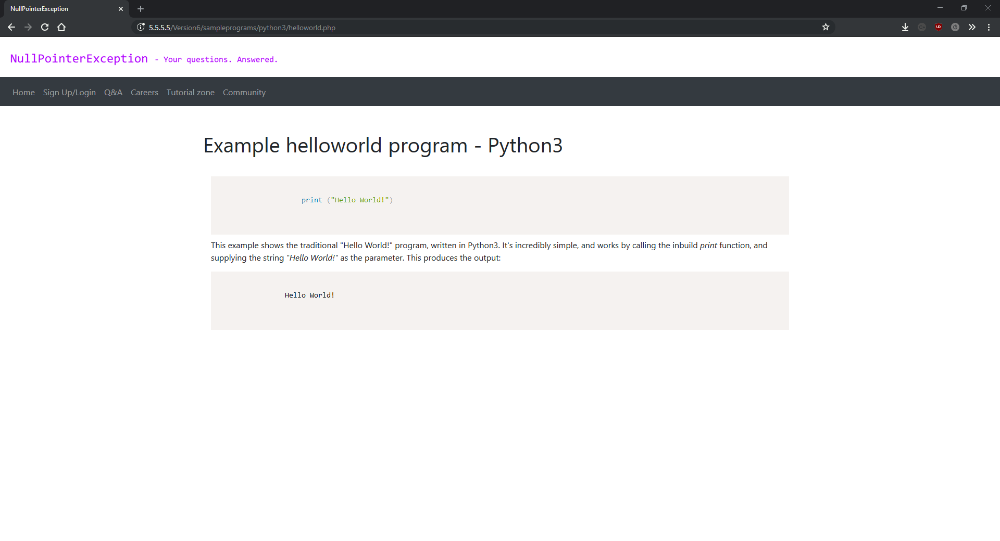 NullPointerException
5.5.5.5/Version6/sampleprograms/python3/helloworld.php
NullPointerException - Your questions. Answered.
Home Sign Up/Login Q&A Careers Tutorial zone Community
Example helloworld program - Python3
print ("Hello World!")
This example shows the traditional "Hello World!" program, written in Python3. It's incredibly simple, and works by calling the inbuild print function, and
supplying the string "Hello World!" as the parameter. This produces the output:
Hello World!